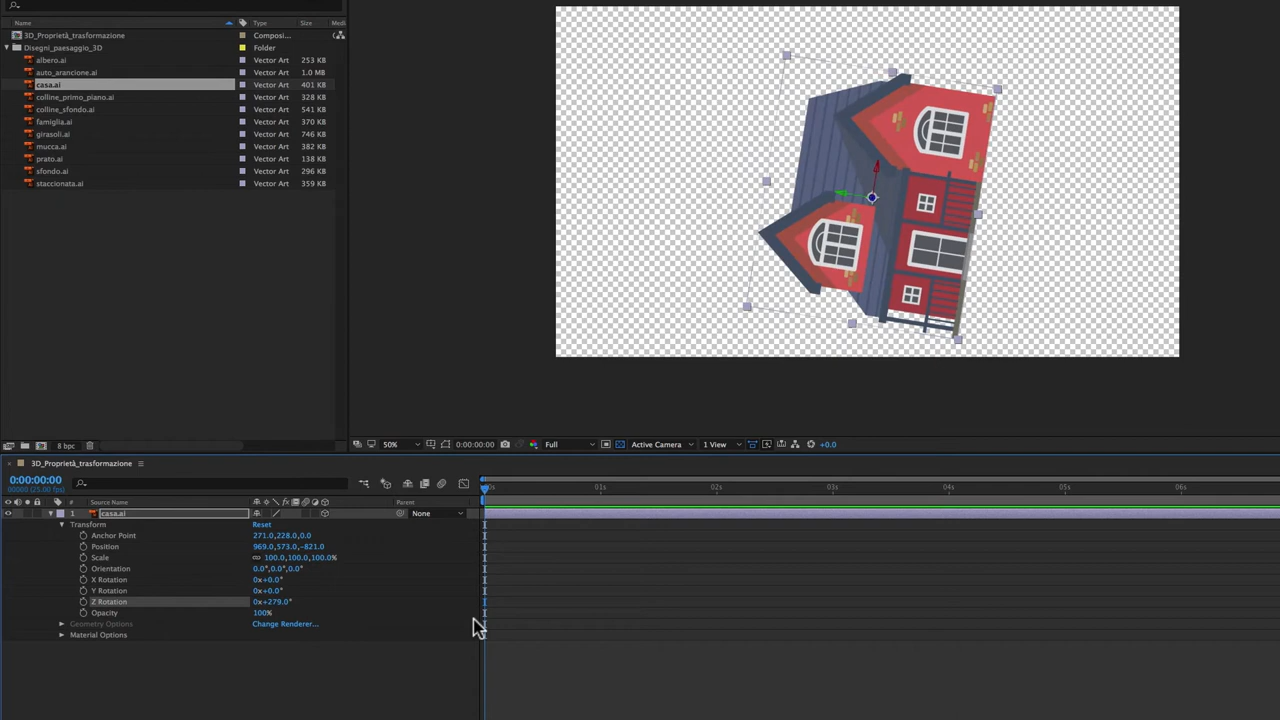 Name Type Size Medi
3D_Proprietà_trasformazione Composi...
Disegni_paesaggio_3D Folder
albero.ai Vector Art 253 KB
auto_arancione.ai Vector Art 1.0 MB
casa.ai Vector Art 401 KB
colline_primo_piano.ai Vector Art 328 KB
colline_sfondo.ai Vector Art 541 KB
famiglia.ai Vector Art 370 KB
girasoli.ai Vector Art 746 KB
mucca.ai Vector Art 382 KB
prato.ai Vector Art 138 KB
sfondo.ai Vector Art 296 KB
staccionata.ai Vector Art 359 KB
8 bpc 50% 0:00:00:00 Full Active Camera 1 View +0.0
3D_Proprietà_trasformazione
0:00:00:00
00000 (25.00 fps)
:00s 01s 02s 03s 04s 05s 06s
# Source Name Parent
1 casa.ai None
Transform Reset
Anchor Point 271.0,228.0,0.0
Position 969.0,573.0,-821.0
Scale 100.0,100.0,100.0%
Orientation 0.0°,0.0°,0.0°
X Rotation 0x+0.0°
Y Rotation 0x+0.0°
Z Rotation 0x+279.0°
Opacity 100%
Geometry Options Change Renderer...
Material Options